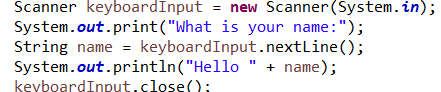 Scanner keyboardInput = new Scanner(System.in);
System.out.print("What is your name:");
String name = keyboardInput.nextLine();
System.out.println("Hello " + name);
keyboardInput.close();